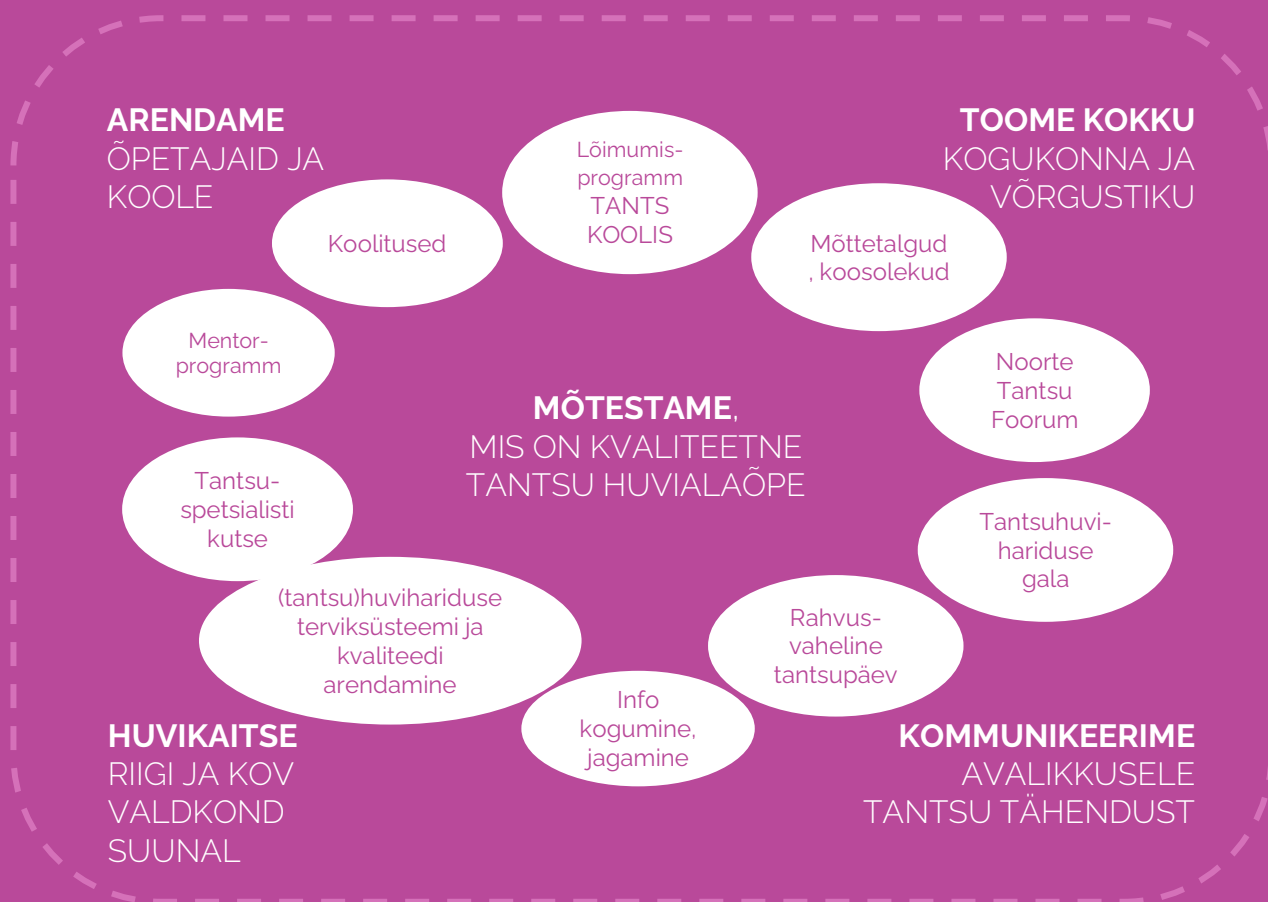 ARENDAME
ÕPETAJAID JA
KOOLE
TOOME KOKKU
KOGUKONNA JA
VÕRGUSTIKU
Lõimumis-
programm
TANTS
KOOLIS
Koolitused
Mõttetalgud
, koosolekud
Mentor-
programm
Noorte
Tantsu
Foorum
MÕTESTAME,
MIS ON KVALITEETNE
TANTSU HUVIALAÕPE
Tantsu-
spetsialisti
kutse
Tantsuhuvi-
hariduse
gala
(tantsu)huvihariduse
terviksüsteemi ja
kvaliteedi
arendamine
Rahvus-
vaheline
tantsupäev
Info
kogumine,
jagamine
HUVIKAITSE
RIIGI JA KOV
VALDKOND
SUUNAL
KOMMUNIKEERIME
AVALIKKUSELE
TANTSU TÄHENDUST